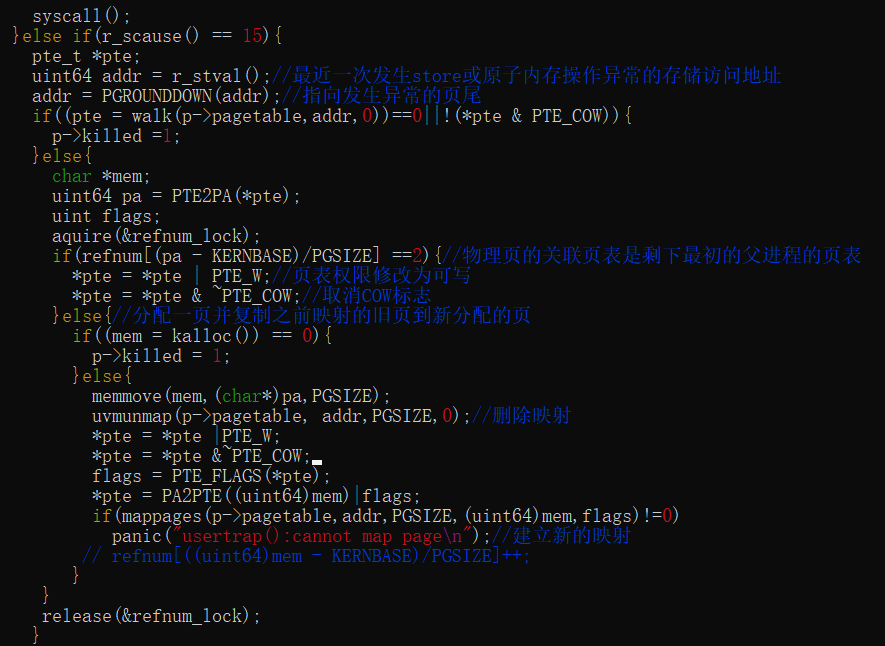 syscall();
}else if(r_scause() == 15){
pte_t *pte;
uint64 addr = r_stval();//最近一次发生store或原子内存操作异常的存储访问地址
addr = PGROUNDDOWN(addr);//指向发生异常的页尾
if((pte = walk(p->pagetable,addr,0))==0||!(*pte & PTE_COW)){
p->killed =1;
}else{
char *mem;
uint64 pa = PTE2PA(*pte);
uint flags;
aquire(&refnum_lock);
if(refnum[(pa - KERNBASE)/PGSIZE] ==2){//物理页的关联页表是剩下最初的父进程的页表
*pte = *pte | PTE_W;//页表权限修改为可写
*pte = *pte & ~PTE_COW;//取消COW标志
}else{//分配一页并复制之前映射的旧页到新分配的页
if((mem = kalloc()) == 0){
p->killed = 1;
}else{
memmove(mem,(char*)pa,PGSIZE);
uvmunmap(p->pagetable, addr,PGSIZE,0);//删除映射
*pte = *pte |PTE_W;
*pte = *pte &~PTE_COW;
flags = PTE_FLAGS(*pte);
*pte = PA2PTE((uint64)mem)|flags;
if(mappages(p->pagetable,addr,PGSIZE,(uint64)mem,flags)!=0)
panic("usertrap():cannot map page\n");//建立新的映射
// refnum[((uint64)mem - KERNBASE)/PGSIZE]++;
}
}
release(&refnum_lock);
}